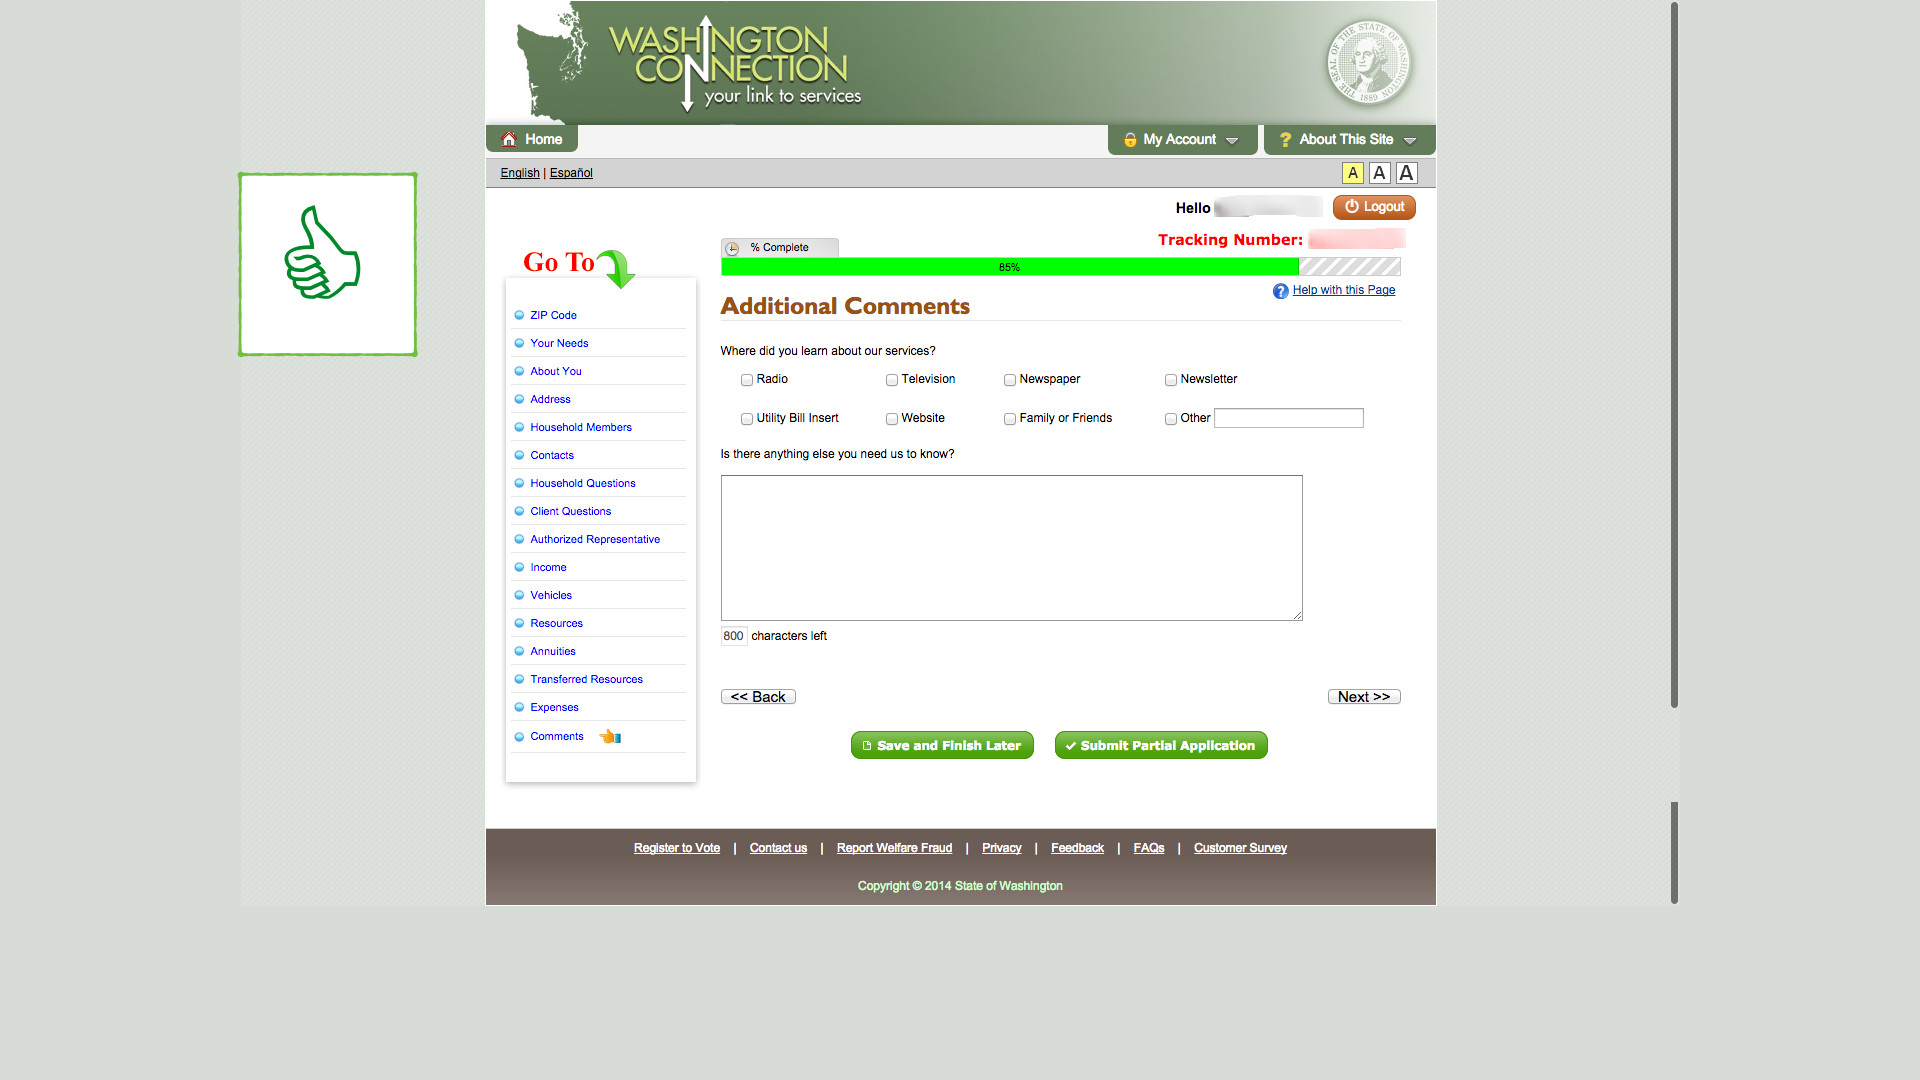 WASHINGTON
CONNECTION
your link to services
THE SEAL OF THE STATE OF WASHINGTON
1889
Home
My Account
? About This Site
English | Español
A A A
Hello
Logout
Tracking Number:
% Complete
85%
? Help with this Page
Go To
ZIP Code
Your Needs
About You
Address
Household Members
Contacts
Household Questions
Client Questions
Authorized Representative
Income
Vehicles
Resources
Annuities
Transferred Resources
Expenses
Comments
Additional Comments
Where did you learn about our services?
Radio Television Newspaper Newsletter
Utility Bill Insert Website Family or Friends Other
Is there anything else you need us to know?
800 characters left
<< Back
Next >>
Save and Finish Later
Submit Partial Application
Register to Vote | Contact us | Report Welfare Fraud | Privacy | Feedback | FAQs | Customer Survey
Copyright © 2014 State of Washington